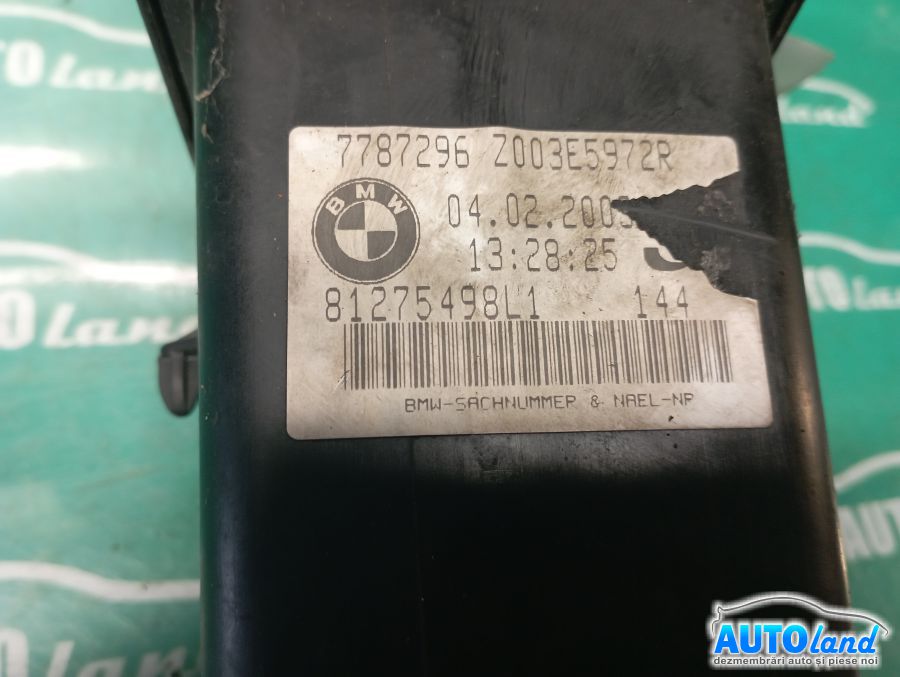 7787296 Z003E5972R
BMW
04.02.2005
13:28:25
81275498L1 144
BMW-SACHNUMMER & NAEL-NP
AUTOland
dezmembrări auto și piese noi